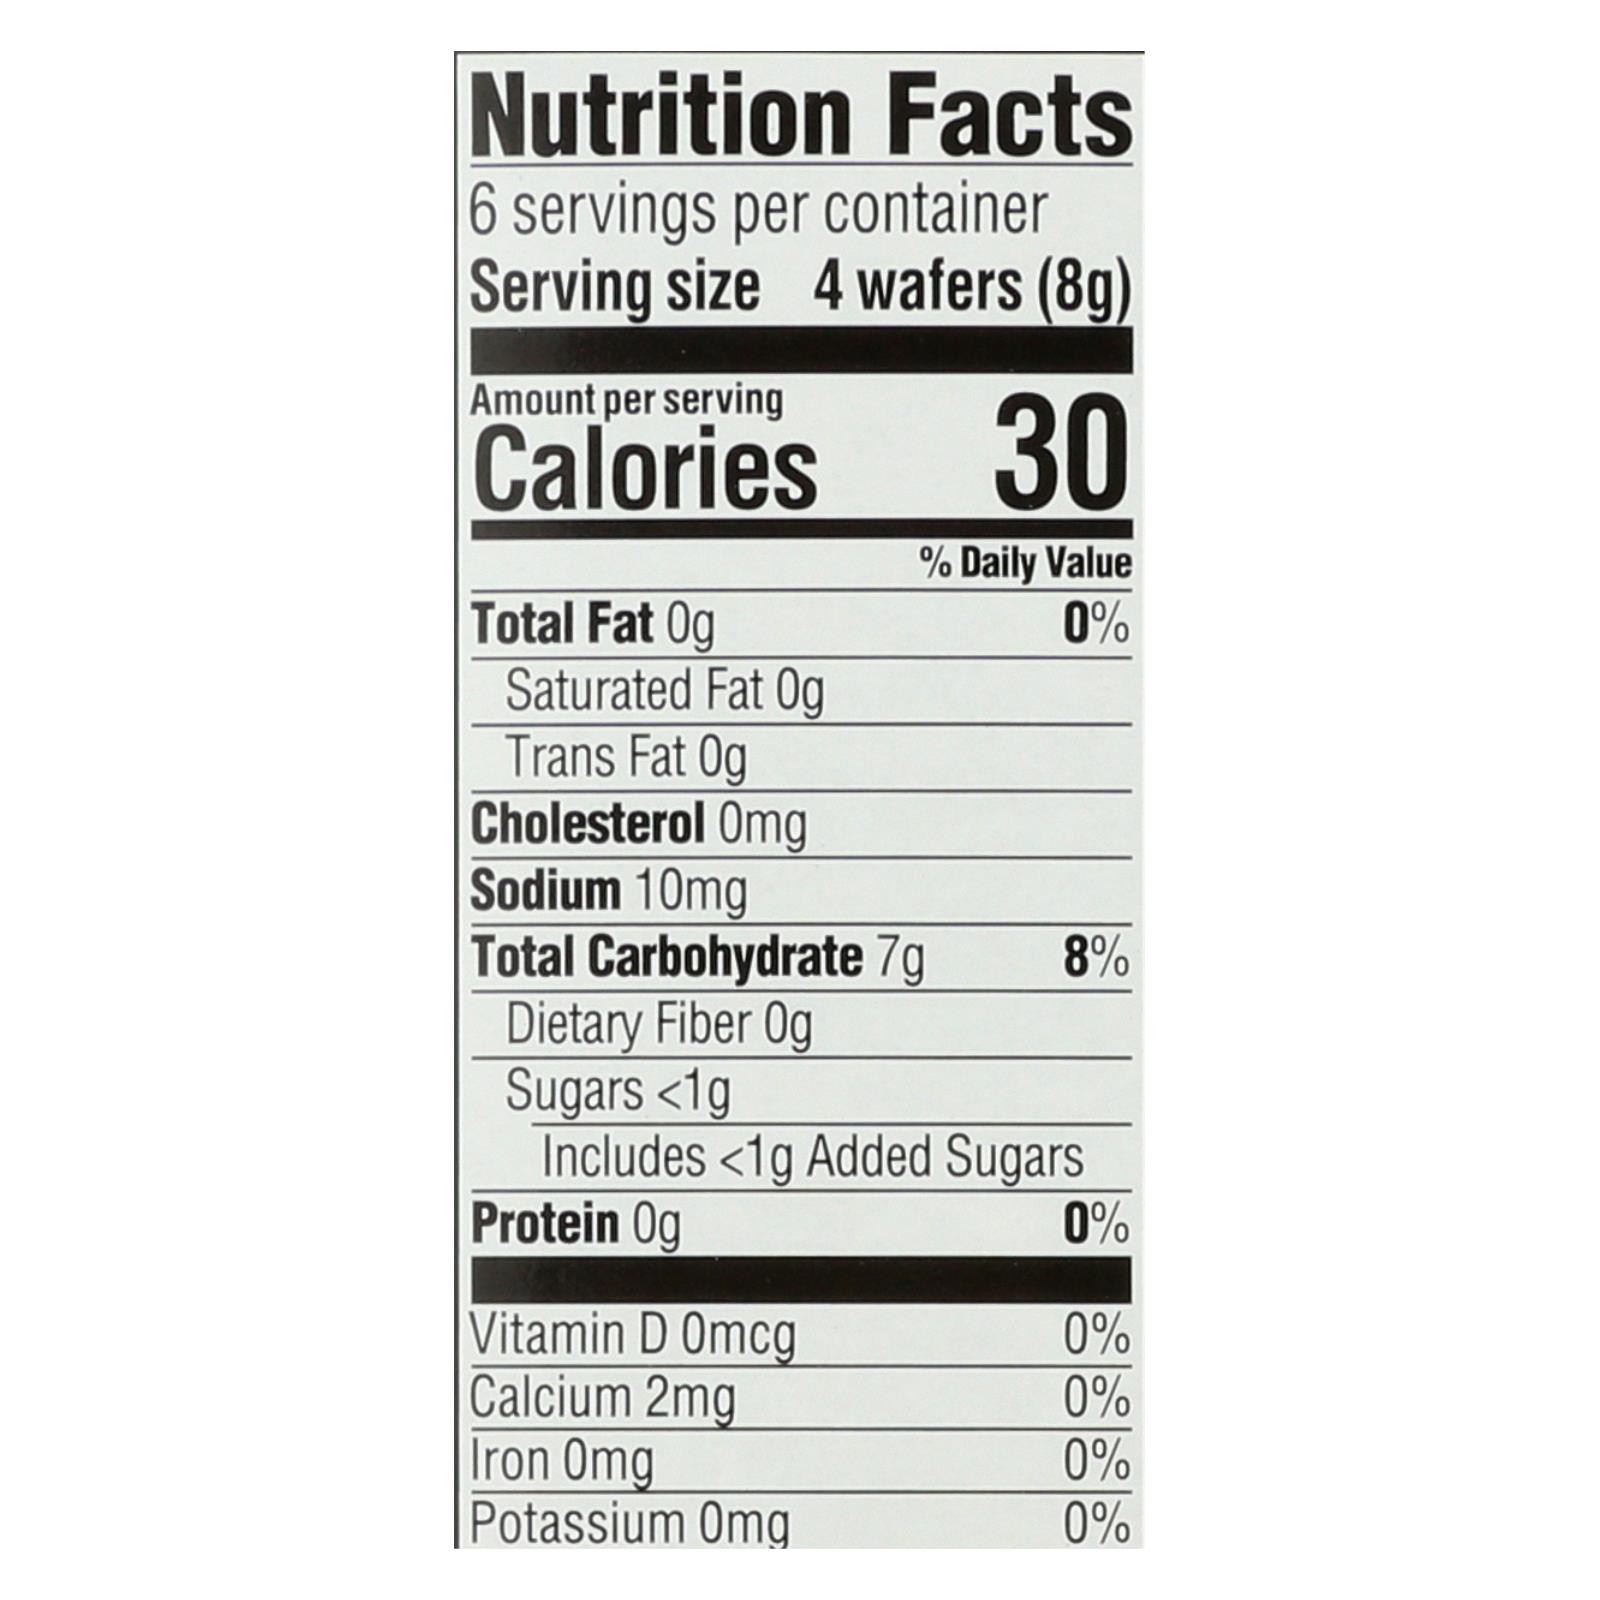 Nutrition Facts
6 servings per container
Serving size 4 wafers (8g)
Amount per serving
Calories 30
% Daily Value
Total Fat 0g 0%
Saturated Fat 0g
Trans Fat 0g
Cholesterol 0mg
Sodium 10mg
Total Carbohydrate 7g 8%
Dietary Fiber 0g
Sugars <1g
Includes <1g Added Sugars
Protein 0g 0%
Vitamin D 0mcg 0%
Calcium 2mg 0%
Iron 0mg 0%
Potassium 0mg 0%